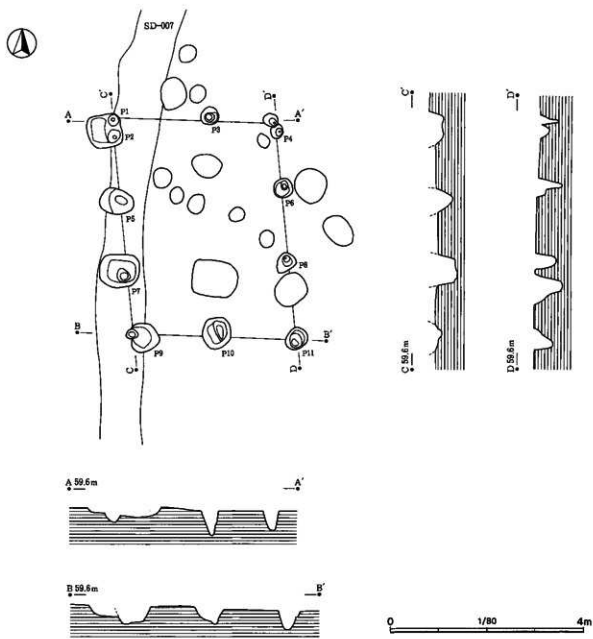 SD-007
C'
D'
A
P1
P3
A'
P2
P4
P5
P6
P7
P8
B
P9
P10
P11
B'
C
D
C'
D'
C 59.6m
D 59.6m
A 59.6m
A'
B 59.6m
B'
0 1/80 4m